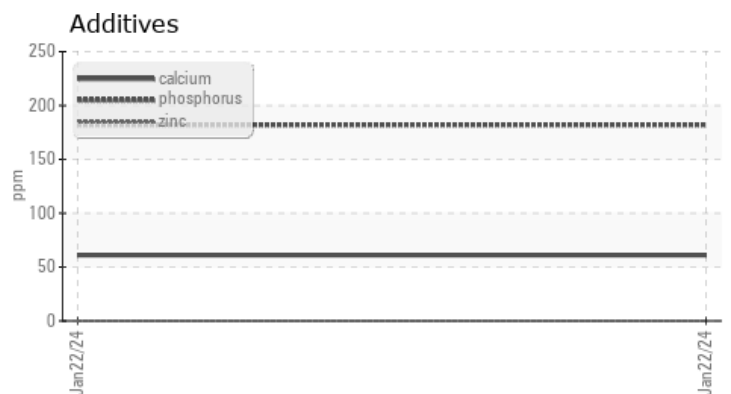 Additives
250
200
150
100
50
0
ppm
calcium
phosphorus
zinc
Jan22/24
Jan22/24